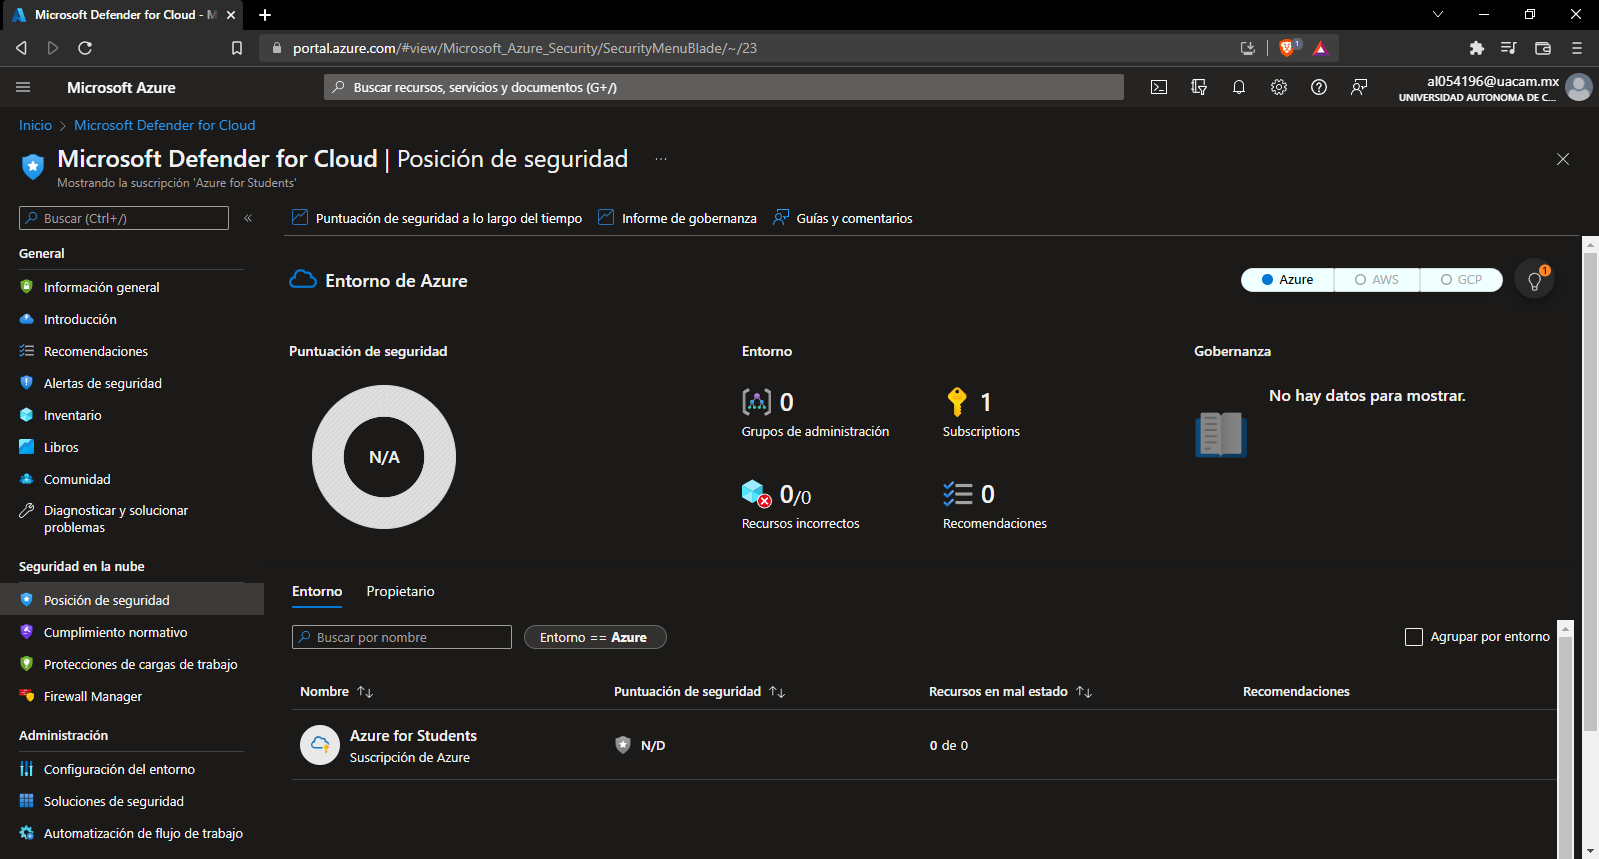 Microsoft Defender for Cloud - M
portal.azure.com/#view/Microsoft_Azure_Security/SecurityMenuBlade/~/23
1
Microsoft Azure
Buscar recursos, servicios y documentos (G+/)
al054196@uacam.mx
UNIVERSIDAD AUTONOMA DE C...
Inicio > Microsoft Defender for Cloud
Microsoft Defender for Cloud | Posición de seguridad ...
Mostrando la suscripción 'Azure for Students'
Buscar (Ctrl+/)
«
General
Información general
Introducción
Recomendaciones
Alertas de seguridad
Inventario
Libros
Comunidad
Diagnosticar y solucionar
problemas
Seguridad en la nube
Posición de seguridad
Cumplimiento normativo
Protecciones de cargas de trabajo
Firewall Manager
Administración
Configuración del entorno
Soluciones de seguridad
Automatización de flujo de trabajo
Puntuación de seguridad a lo largo del tiempo
Informe de gobernanza
Guías y comentarios
Entorno de Azure
Azure
AWS
GCP
1
Puntuación de seguridad
N/A
Entorno
0
Grupos de administración
1
Subscriptions
0/0
Recursos incorrectos
0
Recomendaciones
Gobernanza
No hay datos para mostrar.
Entorno
Propietario
Buscar por nombre
Entorno == Azure
Agrupar por entorno
Nombre ↑↓
Puntuación de seguridad ↑↓
Recursos en mal estado ↑↓
Recomendaciones
Azure for Students
Suscripción de Azure
N/D
0 de 0